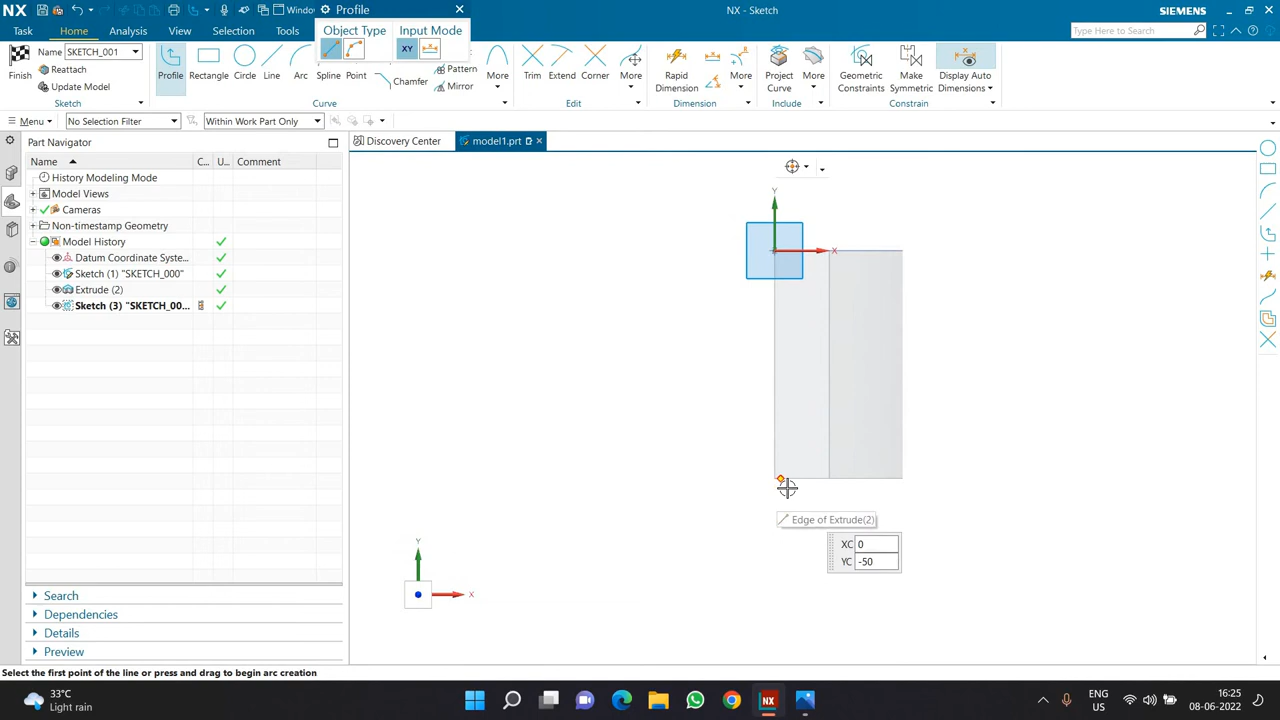 NX
Window
Profile
NX - Sketch
SIEMENS
Task
Home
Analysis
View
Selection
Tools
Object Type
Input Mode
Type Here to Search
Name
SKETCH_001
Reattach
Update Model
Finish
Sketch
Profile
Rectangle
Circle
Line
Arc
Spline
Point
Chamfer
Pattern
Mirror
More
Curve
XY
Trim
Extend
Corner
More
Edit
Rapid
Dimension
More
Dimension
Project
Curve
More
Include
Geometric
Constraints
Make
Symmetric
Display Auto
Dimensions
Constrain
Menu
No Selection Filter
Within Work Part Only
Part Navigator
Discovery Center
model1.prt
Name
C...
U...
Comment
History Modeling Mode
Model Views
Cameras
Non-timestamp Geometry
Model History
Datum Coordinate Syste...
Sketch (1) "SKETCH_000"
Extrude (2)
Sketch (3) "SKETCH_00...
Y
X
Edge of Extrude(2)
XC 0
YC -50
Y
X
Search
Dependencies
Details
Preview
Select the first point of the line or press and drag to begin arc creation
33°C
Light rain
NX
ENG
US
16:25
08-06-2022